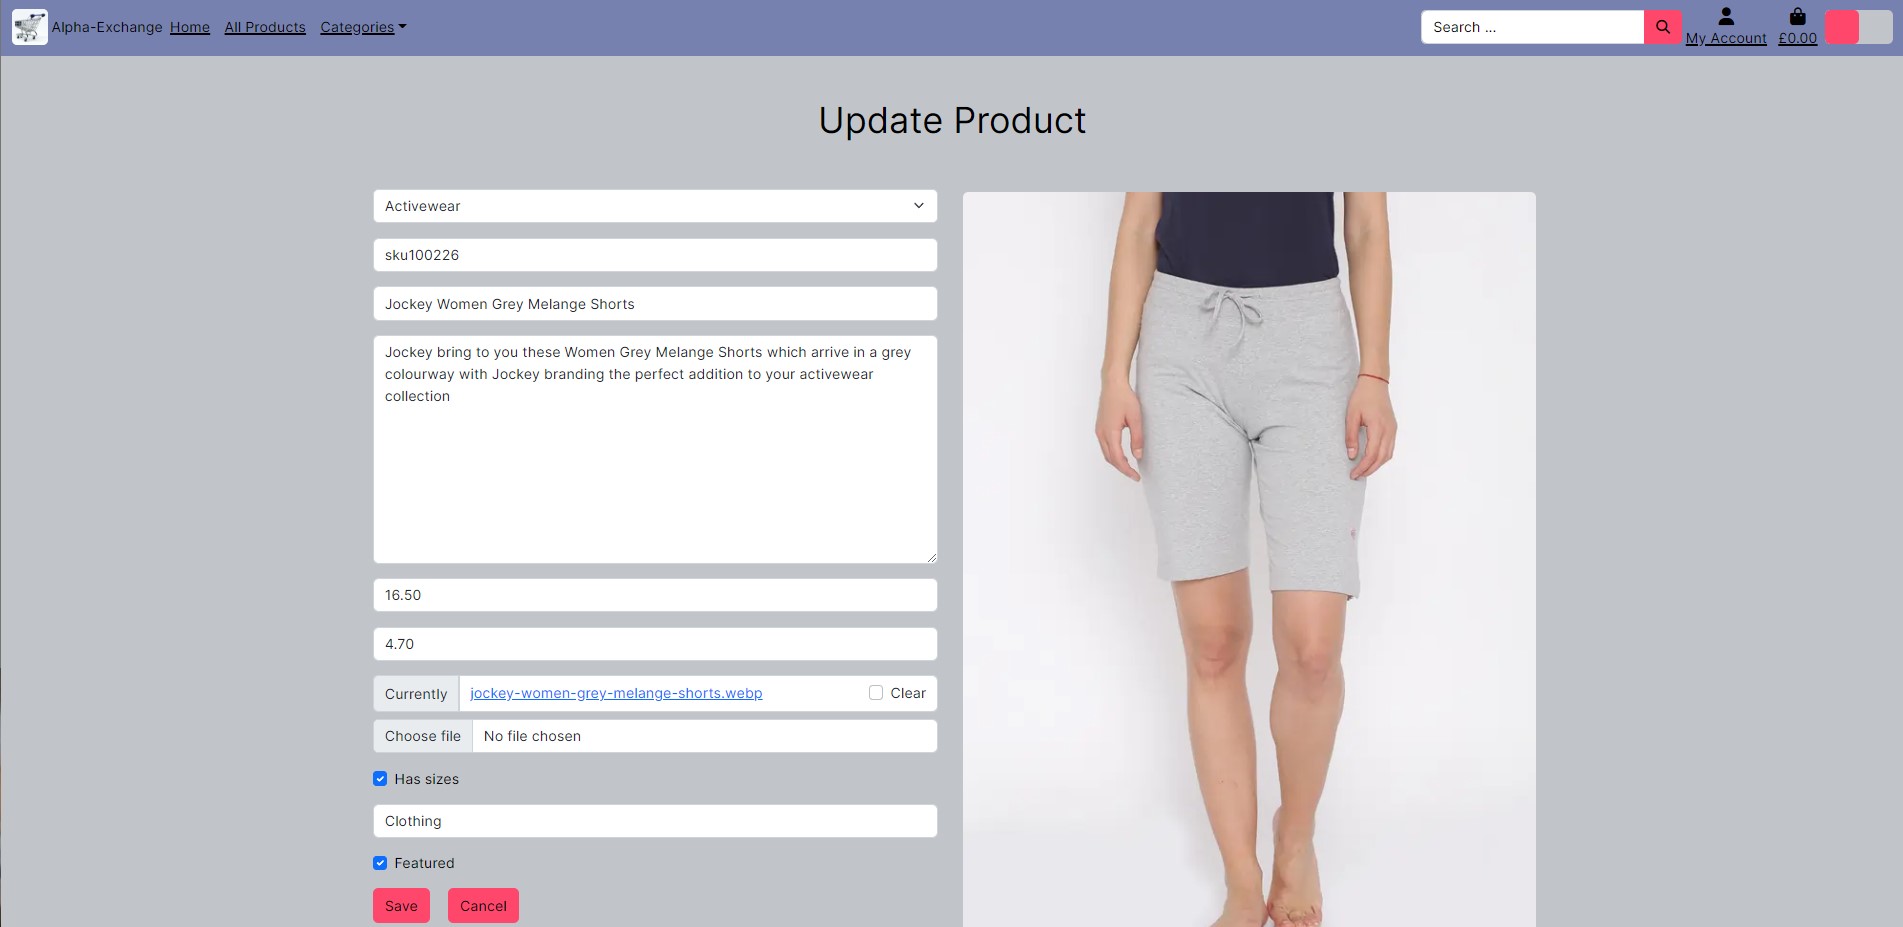 Alpha-Exchange Home All Products Categories Search ... My Account £0.00
Update Product
Activewear
sku100226
Jockey Women Grey Melange Shorts
Jockey bring to you these Women Grey Melange Shorts which arrive in a grey
colourway with Jockey branding the perfect addition to your activewear
collection
16.50
4.70
Currently jockey-women-grey-melange-shorts.webp Clear
Choose file No file chosen
Has sizes
Clothing
Featured
Save Cancel